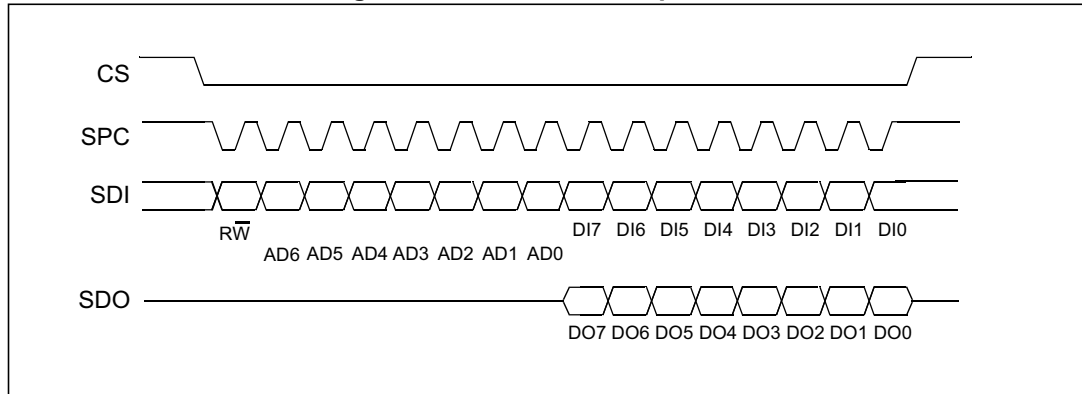 CS
SPC
SDI
RW̅
DI7 DI6 DI5 DI4 DI3 DI2 DI1 DI0
AD6 AD5 AD4 AD3 AD2 AD1 AD0
SDO
DO7 DO6 DO5 DO4 DO3 DO2 DO1 DO0